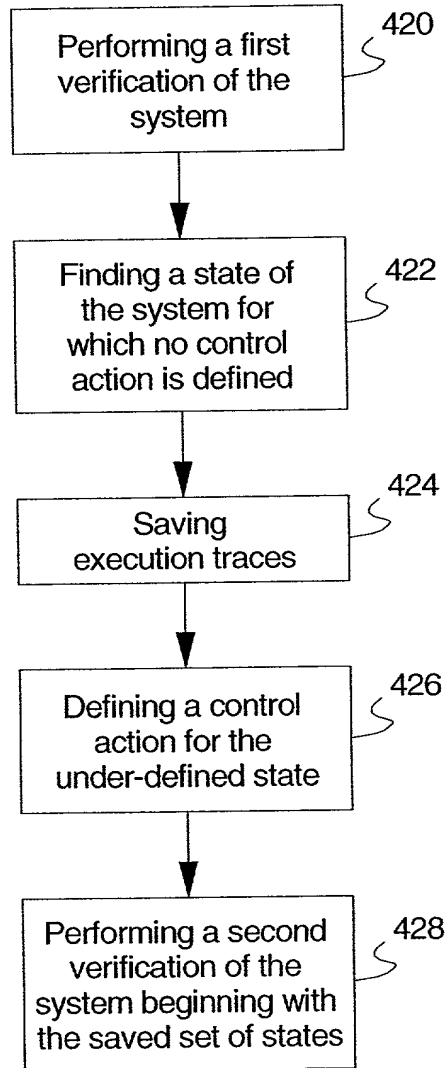 420
Performing a first
verification of the
system
422
Finding a state of
the system for
which no control
action is defined
424
Saving
execution traces
426
Defining a control
action for the
under-defined state
428
Performing a second
verification of the
system beginning with
the saved set of states